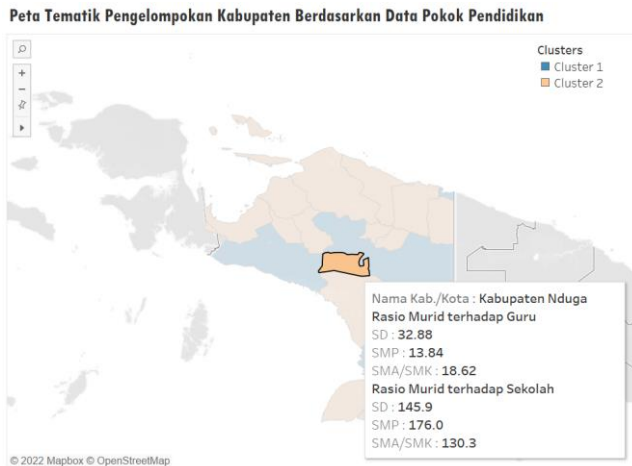 Peta Tematik Pengelompokan Kabupaten Berdasarkan Data Pokok Pendidikan
Clusters
Cluster 1
Cluster 2
Nama Kab./Kota : Kabupaten Nduga
Rasio Murid terhadap Guru
SD : 32.88
SMP : 13.84
SMA/SMK : 18.62
Rasio Murid terhadap Sekolah
SD : 145.9
SMP : 176.0
SMA/SMK : 130.3
© 2022 Mapbox © OpenStreetMap